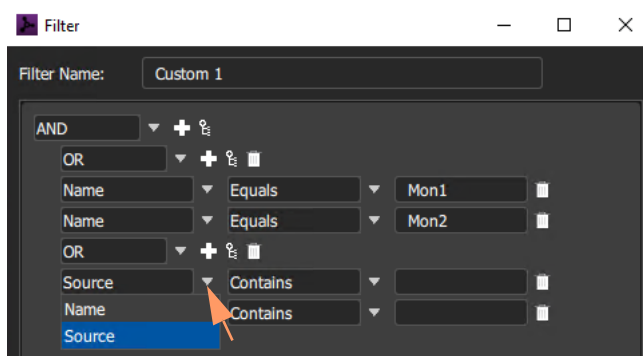 Filter
Filter Name: Custom 1
AND
OR
Name Equals Mon1
Name Equals Mon2
OR
Source Contains
Name Contains
Source